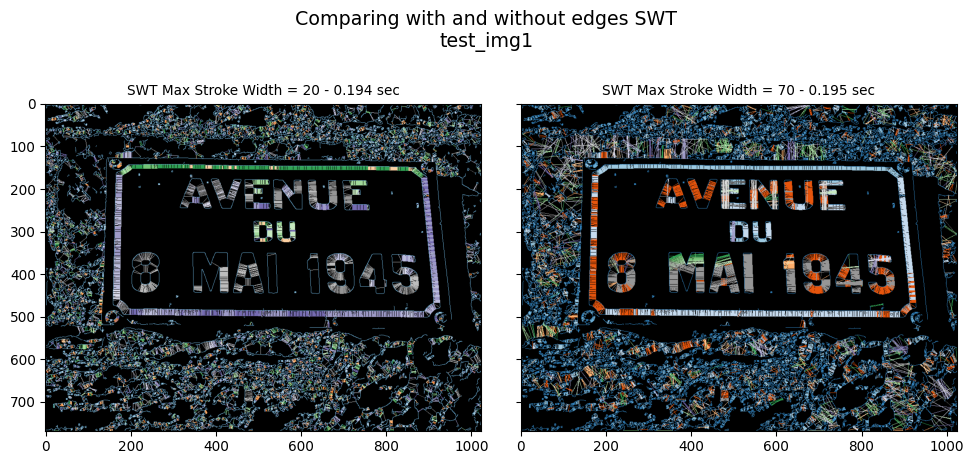 Comparing with and without edges SWT
test_img1
SWT Max Stroke Width = 20 - 0.194 sec
0
100
200
300
400
500
600
700
AVENUE
DU
8 MAI 1945
0 200 400 600 800 1000
SWT Max Stroke Width = 70 - 0.195 sec
AVENUE
DU
8 MAI 1945
0 200 400 600 800 1000